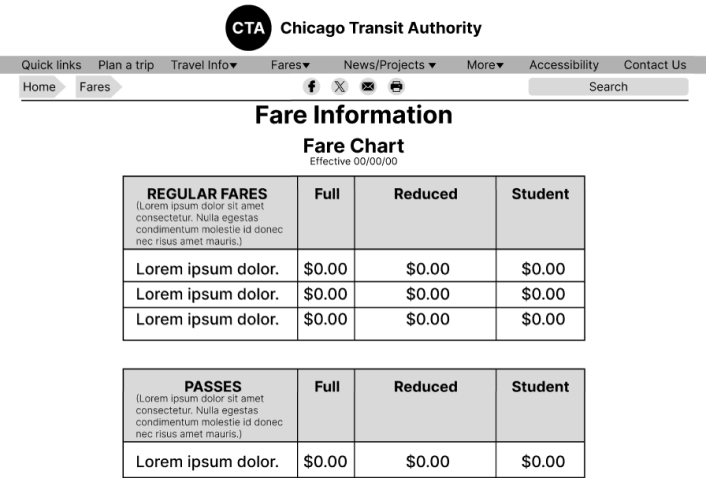 CTA Chicago Transit Authority
Quick links Plan a trip Travel Info▾ Fares▾ News/Projects ▾ More▾ Accessibility Contact Us
Home Fares Search
Fare Information
Fare Chart
Effective 00/00/00
REGULAR FARES Full Reduced Student
(Lorem ipsum dolor sit amet
consectetur. Nulla egestas
condimentum molestie id donec
nec risus amet mauris.)
Lorem ipsum dolor. $0.00 $0.00 $0.00
Lorem ipsum dolor. $0.00 $0.00 $0.00
Lorem ipsum dolor. $0.00 $0.00 $0.00
PASSES Full Reduced Student
(Lorem ipsum dolor sit amet
consectetur. Nulla egestas
condimentum molestie id donec
nec risus amet mauris.)
Lorem ipsum dolor. $0.00 $0.00 $0.00